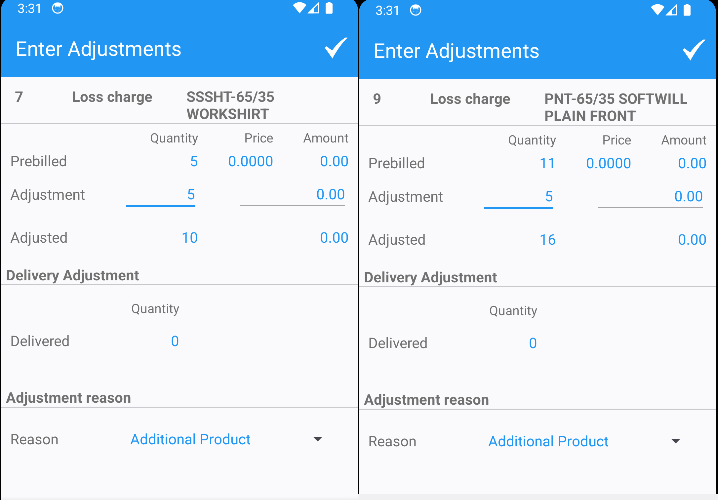 3:31
Enter Adjustments
7 Loss charge SSSHT-65/35
WORKSHIRT
Quantity Price Amount
Prebilled 5 0.0000 0.00
Adjustment 5 0.00
Adjusted 10 0.00
Delivery Adjustment
Quantity
Delivered 0
Adjustment reason
Reason Additional Product
3:31
Enter Adjustments
9 Loss charge PNT-65/35 SOFTWILL
PLAIN FRONT
Quantity Price Amount
Prebilled 11 0.0000 0.00
Adjustment 5 0.00
Adjusted 16 0.00
Delivery Adjustment
Quantity
Delivered 0
Adjustment reason
Reason Additional Product